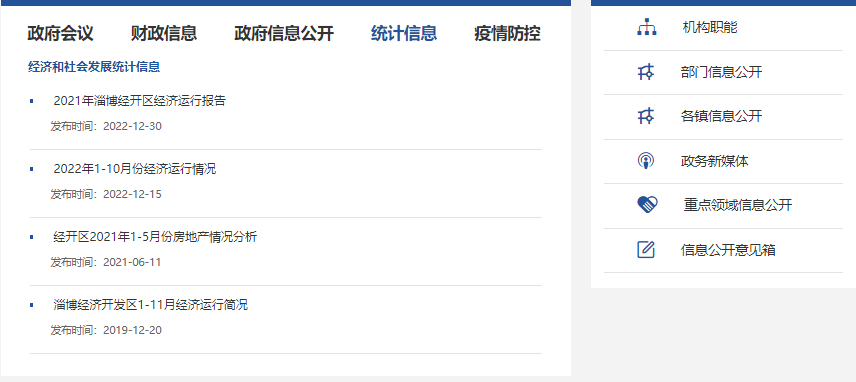 政府会议 财政信息 政府信息公开 统计信息 疫情防控
经济和社会发展统计信息
2021年淄博经开区经济运行报告
发布时间：2022-12-30
2022年1-10月份经济运行情况
发布时间：2022-12-15
经开区2021年1-5月份房地产情况分析
发布时间：2021-06-11
淄博经济开发区1-11月经济运行简况
发布时间：2019-12-20
机构职能
部门信息公开
各镇信息公开
政务新媒体
重点领域信息公开
信息公开意见箱